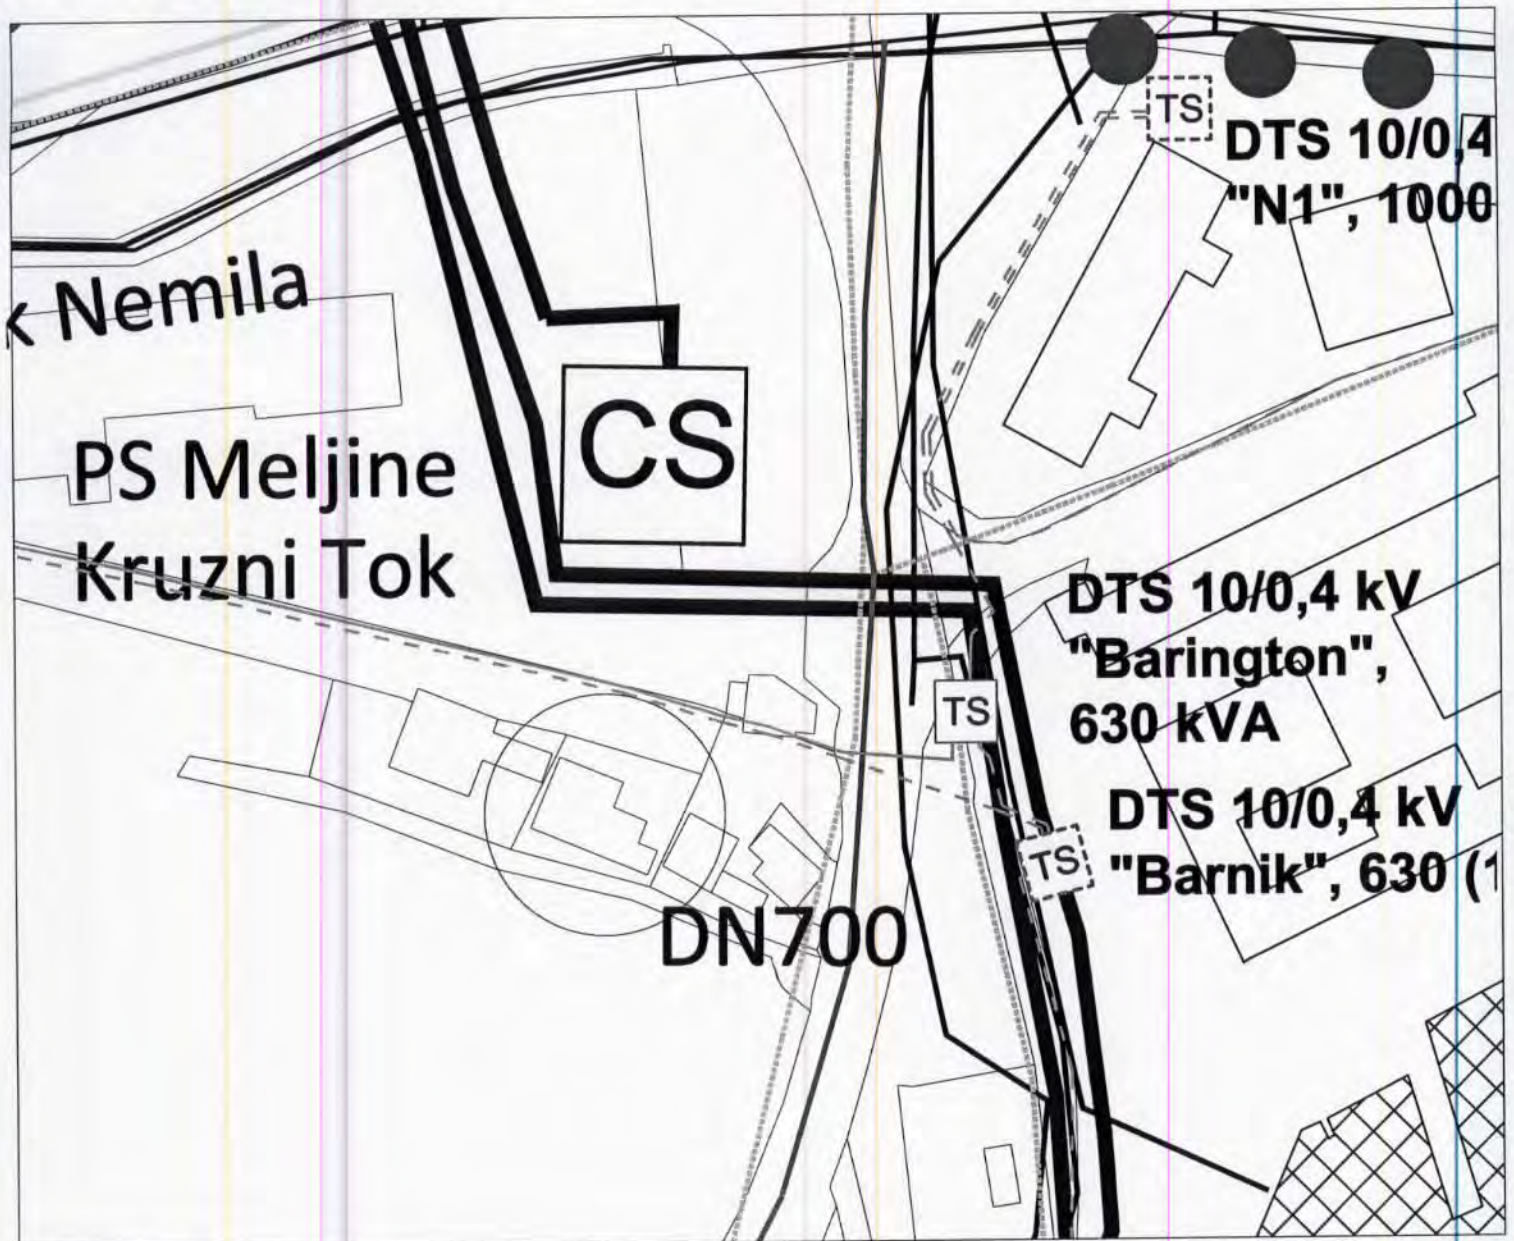 TS
DTS 10/0,4
"N1", 1000
k Nemila
CS
PS Meljine
Kruzni Tok
DTS 10/0,4 kV
"Barington",
630 kVA
TS
DTS 10/0,4 kV
"Barnik", 630 (1
TS
DN700